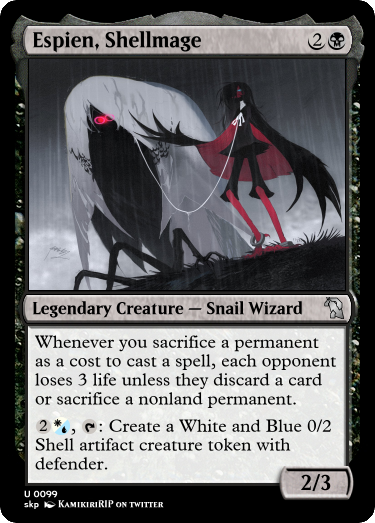 Espien, Shellmage 2
Legendary Creature — Snail Wizard
Whenever you sacrifice a permanent
as a cost to cast a spell, each opponent
loses 3 life unless they discard a card
or sacrifice a nonland permanent.
2 , : Create a White and Blue 0/2
Shell artifact creature token with
defender.
2/3
U 0099
skp KamikiriRIP on twitter